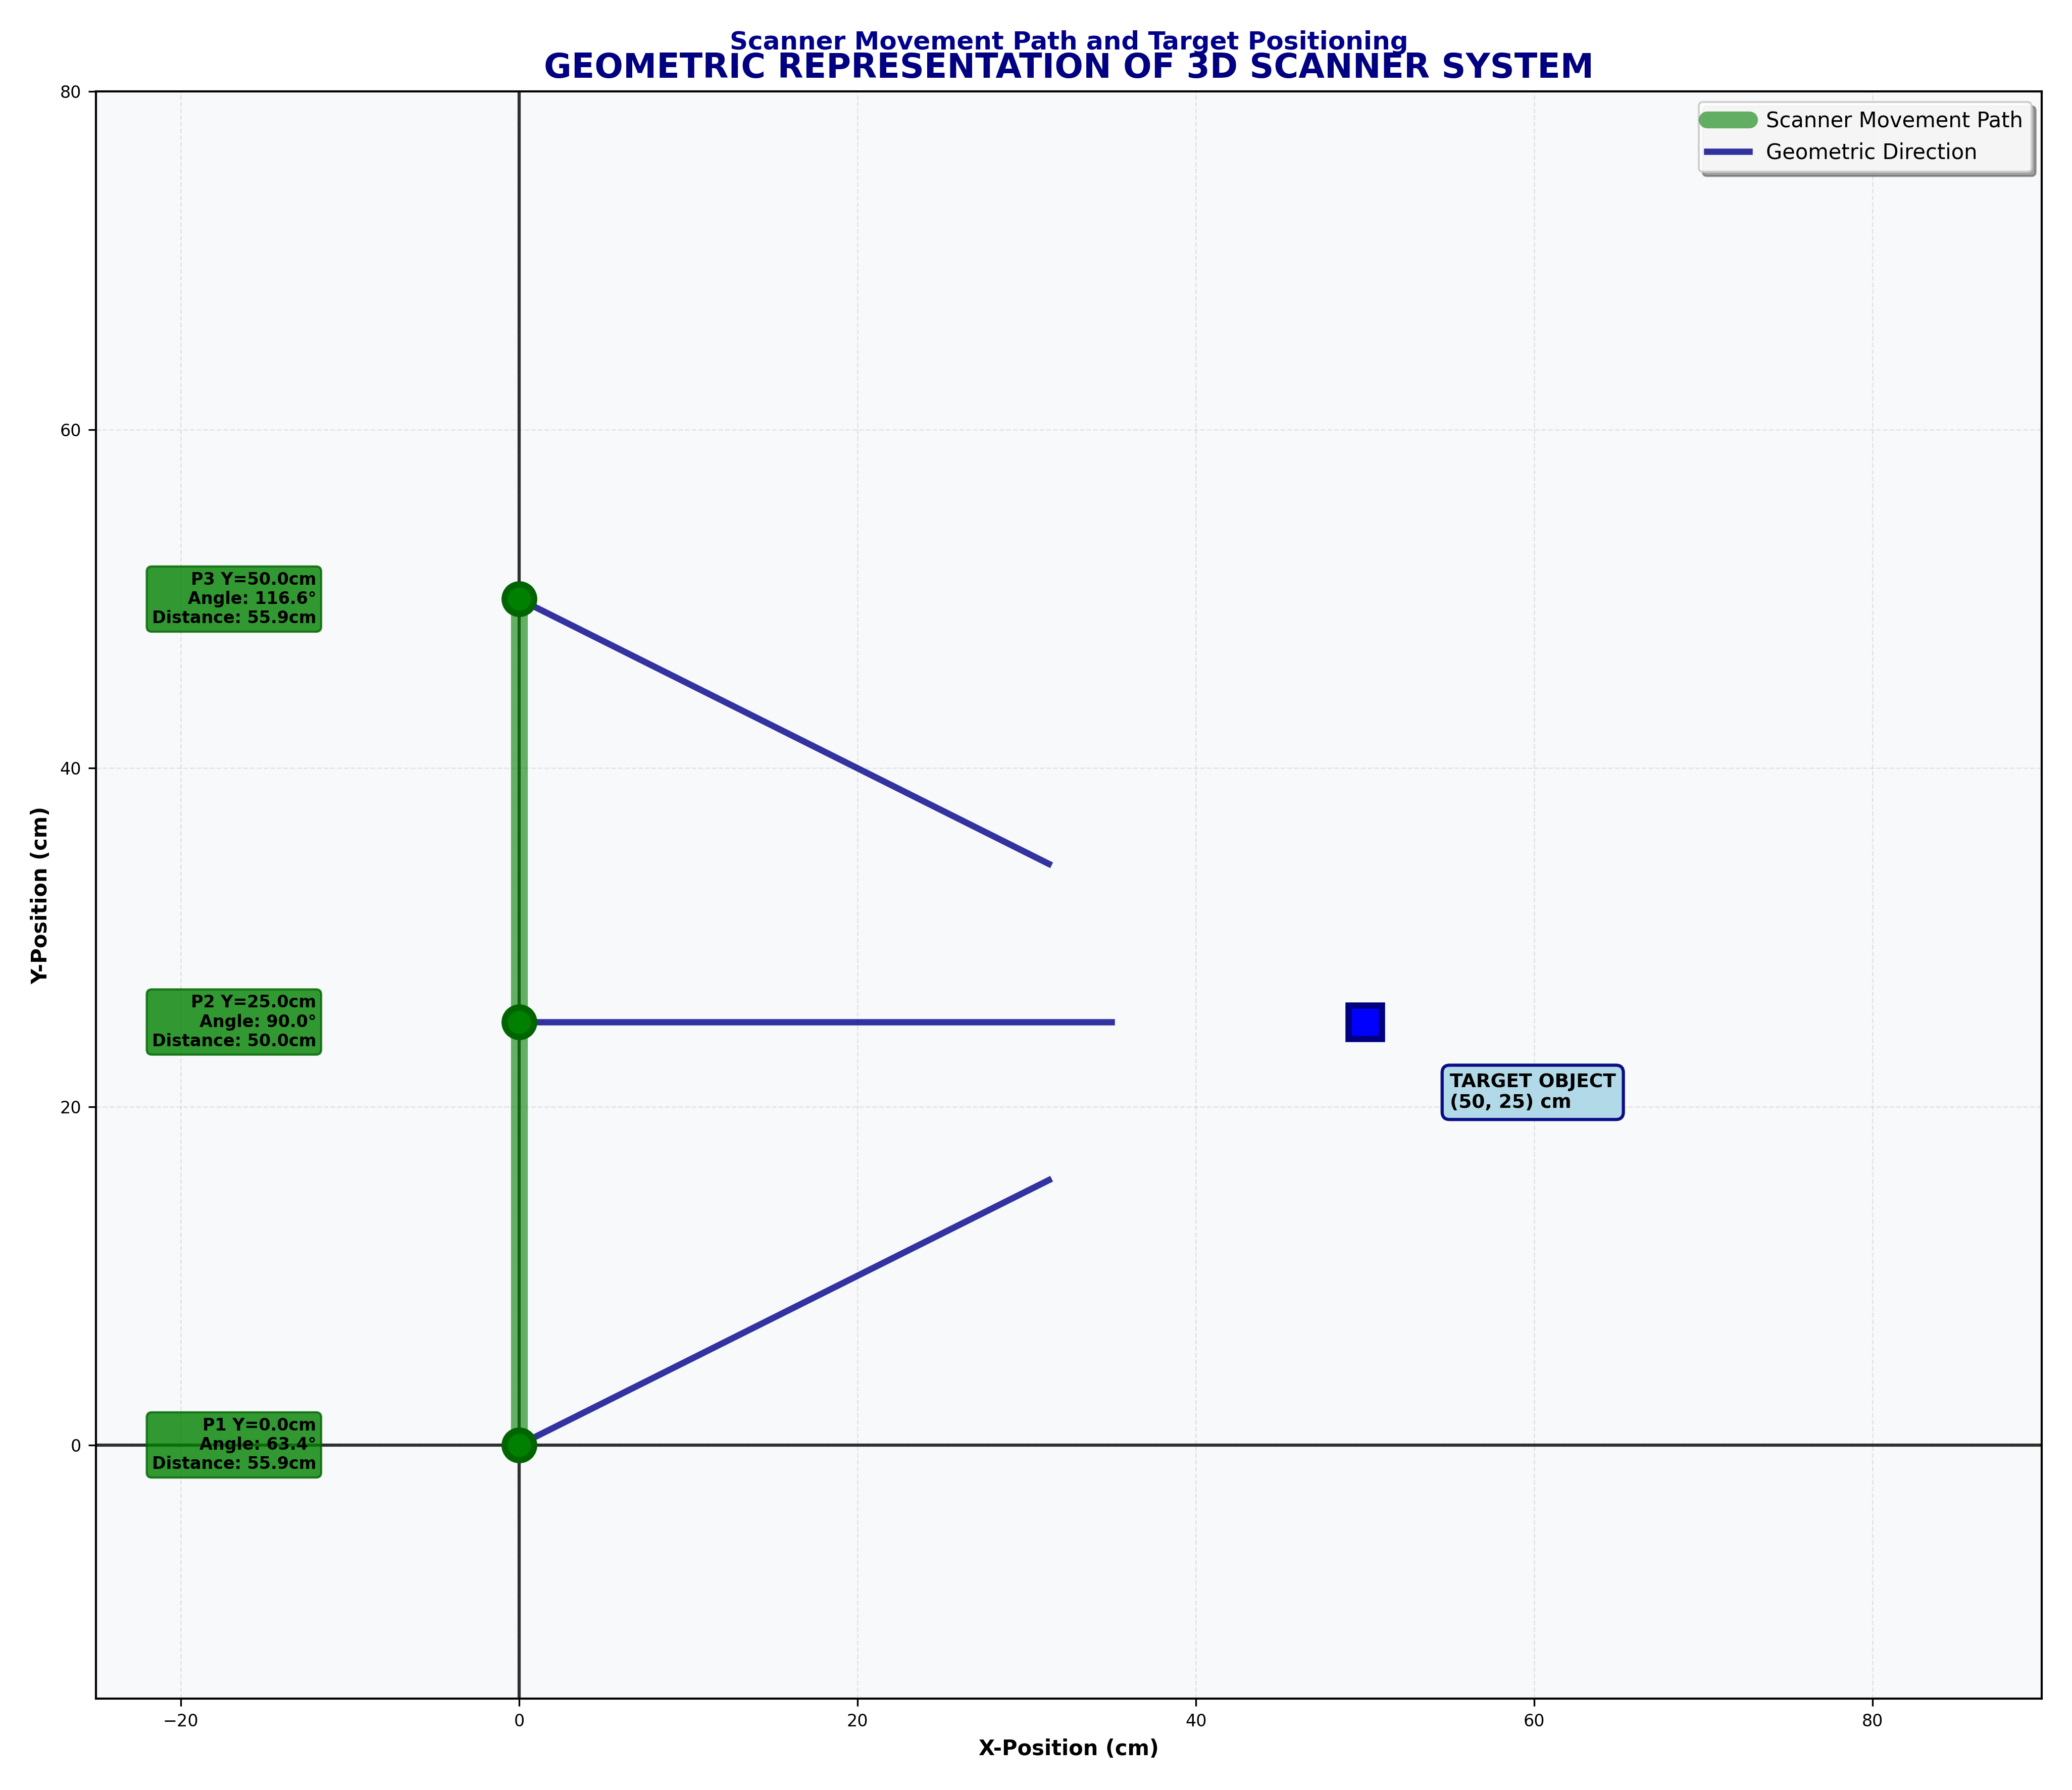 Scanner Movement Path and Target Positioning
GEOMETRIC REPRESENTATION OF 3D SCANNER SYSTEM
80
60
40
20
0
Y-Position (cm)
Scanner Movement Path
Geometric Direction
P3 Y=50.0cm
Angle: 116.6°
Distance: 55.9cm
P2 Y=25.0cm
Angle: 90.0°
Distance: 50.0cm
TARGET OBJECT
(50, 25) cm
P1 Y=0.0cm
Angle: 63.4°
Distance: 55.9cm
−20
0
20
40
60
80
X-Position (cm)